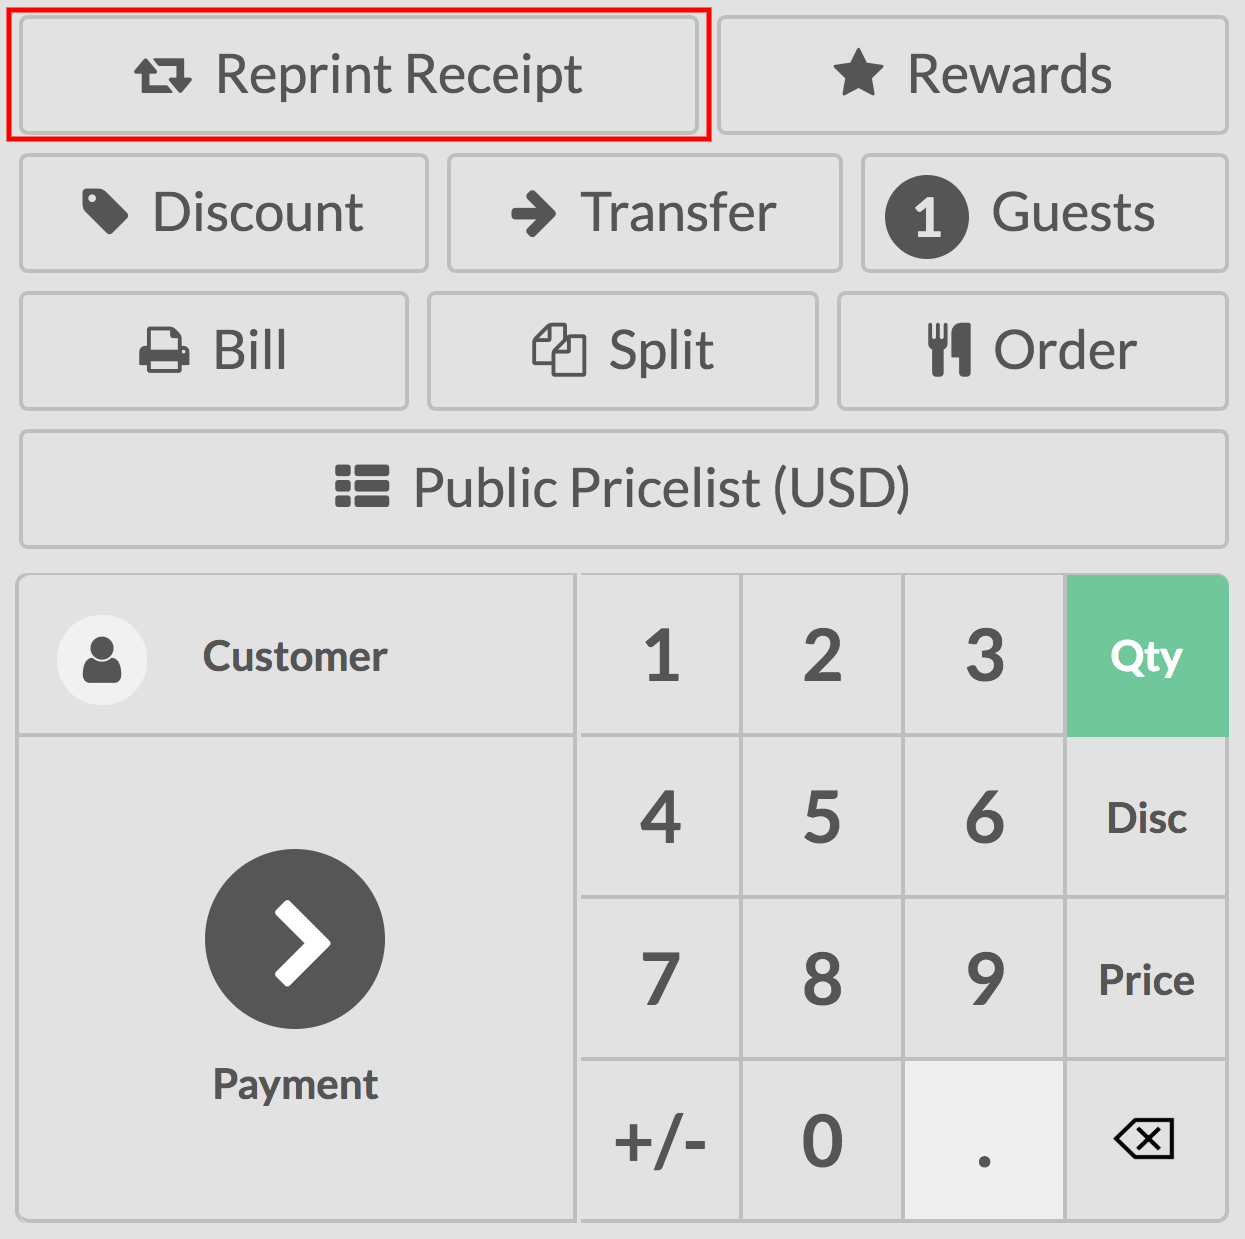 Reprint Receipt
Rewards
Discount
Transfer
1 Guests
Bill
Split
Order
Public Pricelist (USD)
Customer
1
2
3
Qty
4
5
6
Disc
7
8
9
Price
Payment
+/-
0
.